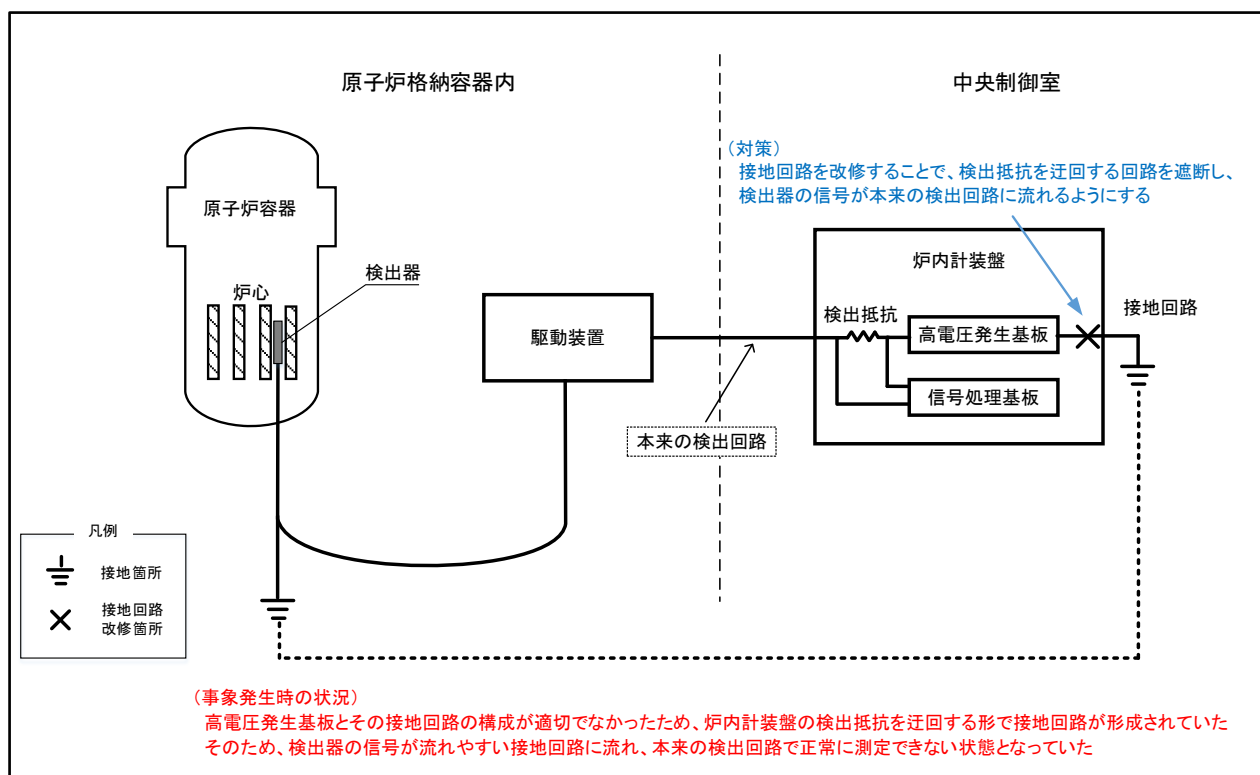 原子炉格納容器内
中央制御室
（対策）
接地回路を改修することで、検出抵抗を迂回する回路を遮断し、
検出器の信号が本来の検出回路に流れるようにする
原子炉容器
炉心
検出器
駆動装置
本来の検出回路
炉内計装盤
検出抵抗
高電圧発生基板
信号処理基板
接地回路
凡例
接地箇所
接地回路
改修箇所
（事象発生時の状況）
高電圧発生基板とその接地回路の構成が適切でなかったため、炉内計装盤の検出抵抗を迂回する形で接地回路が形成されていた
そのため、検出器の信号が流れやすい接地回路に流れ、本来の検出回路で正常に測定できない状態となっていた